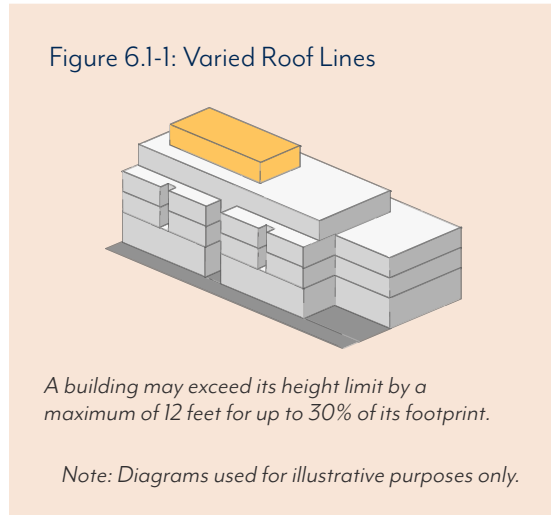 Figure 6.1-1: Varied Roof Lines
A building may exceed its height limit by a
maximum of 12 feet for up to 30% of its footprint.
Note: Diagrams used for illustrative purposes only.